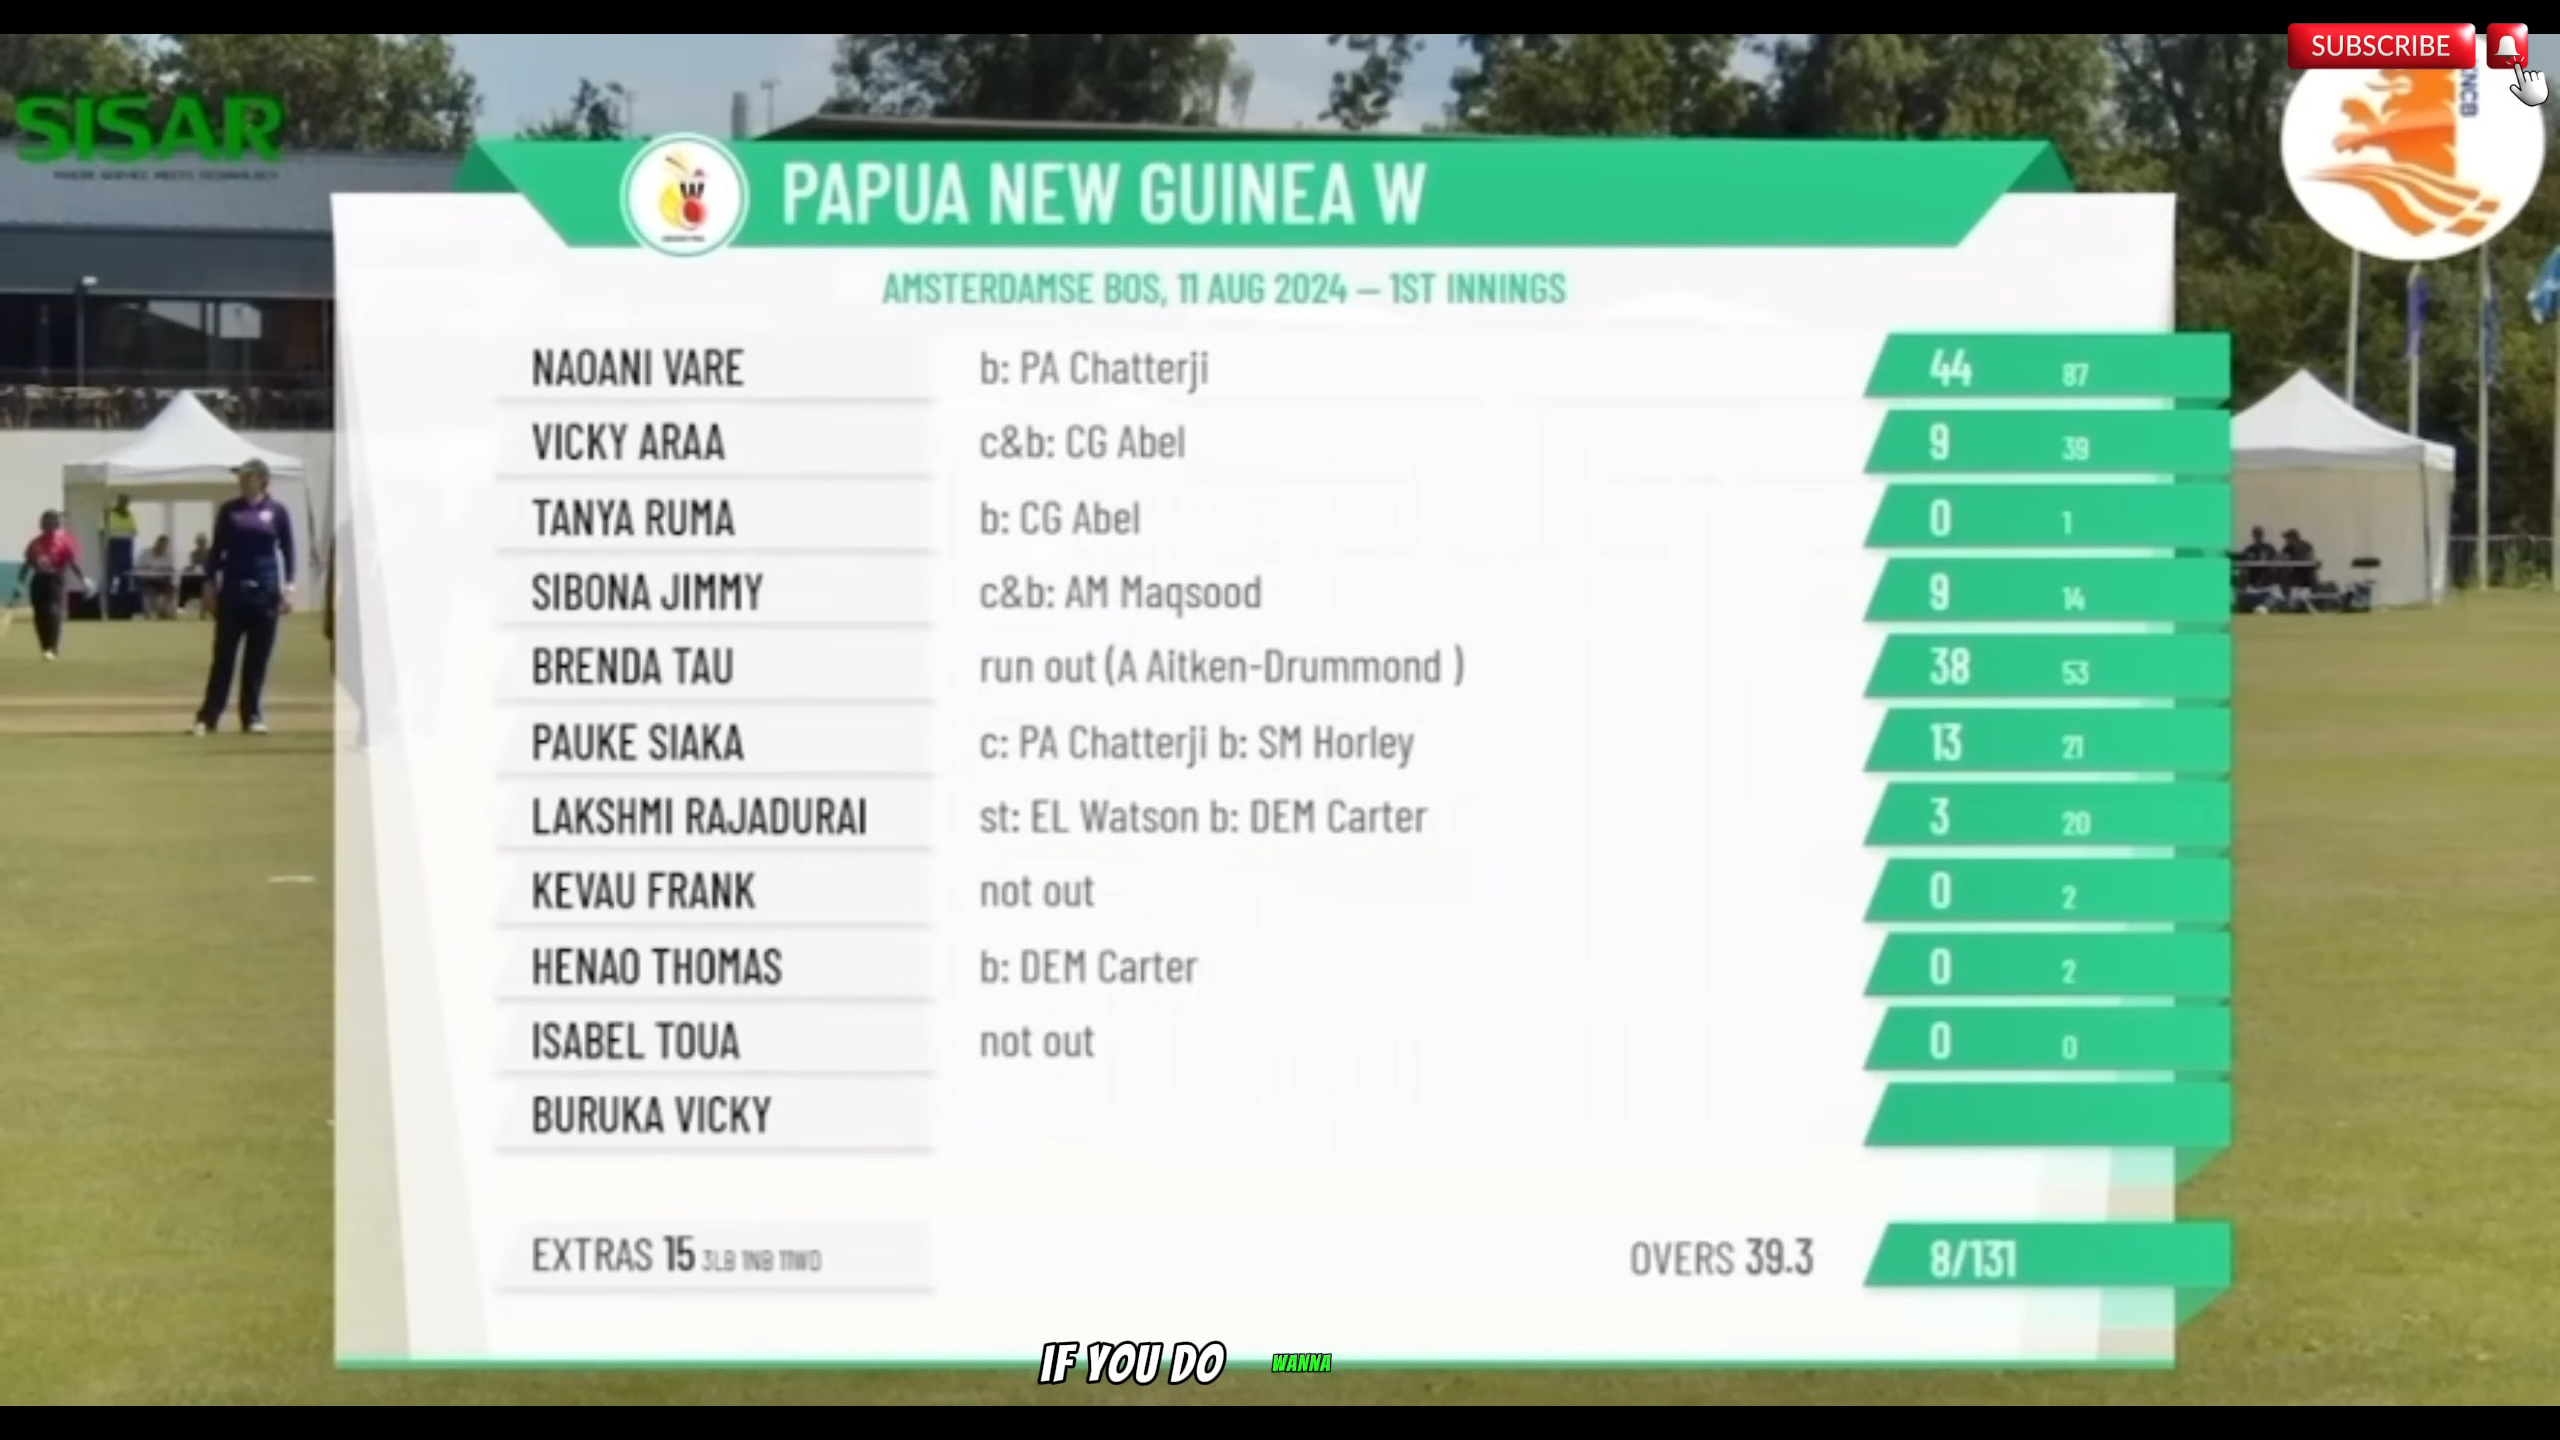 SUBSCRIBE
KNCB
SISAR
PAPUA NEW GUINEA W
AMSTERDAMSE BOS, 11 AUG 2024 – 1ST INNINGS
NAOANI VARE b: PA Chatterji 44 87
VICKY ARAA c&b: CG Abel 9 39
TANYA RUMA b: CG Abel 0 1
SIBONA JIMMY c&b: AM Maqsood 9 14
BRENDA TAU run out (A Aitken-Drummond ) 38 53
PAUKE SIAKA c: PA Chatterji b: SM Horley 13 21
LAKSHMI RAJADURAI st: EL Watson b: DEM Carter 3 20
KEVAU FRANK not out 0 2
HENAO THOMAS b: DEM Carter 0 2
ISABEL TOUA not out 0 0
BURUKA VICKY
EXTRAS 15 3LB 1NB 11WD OVERS 39.3 8/131
IF YOU DO WANNA